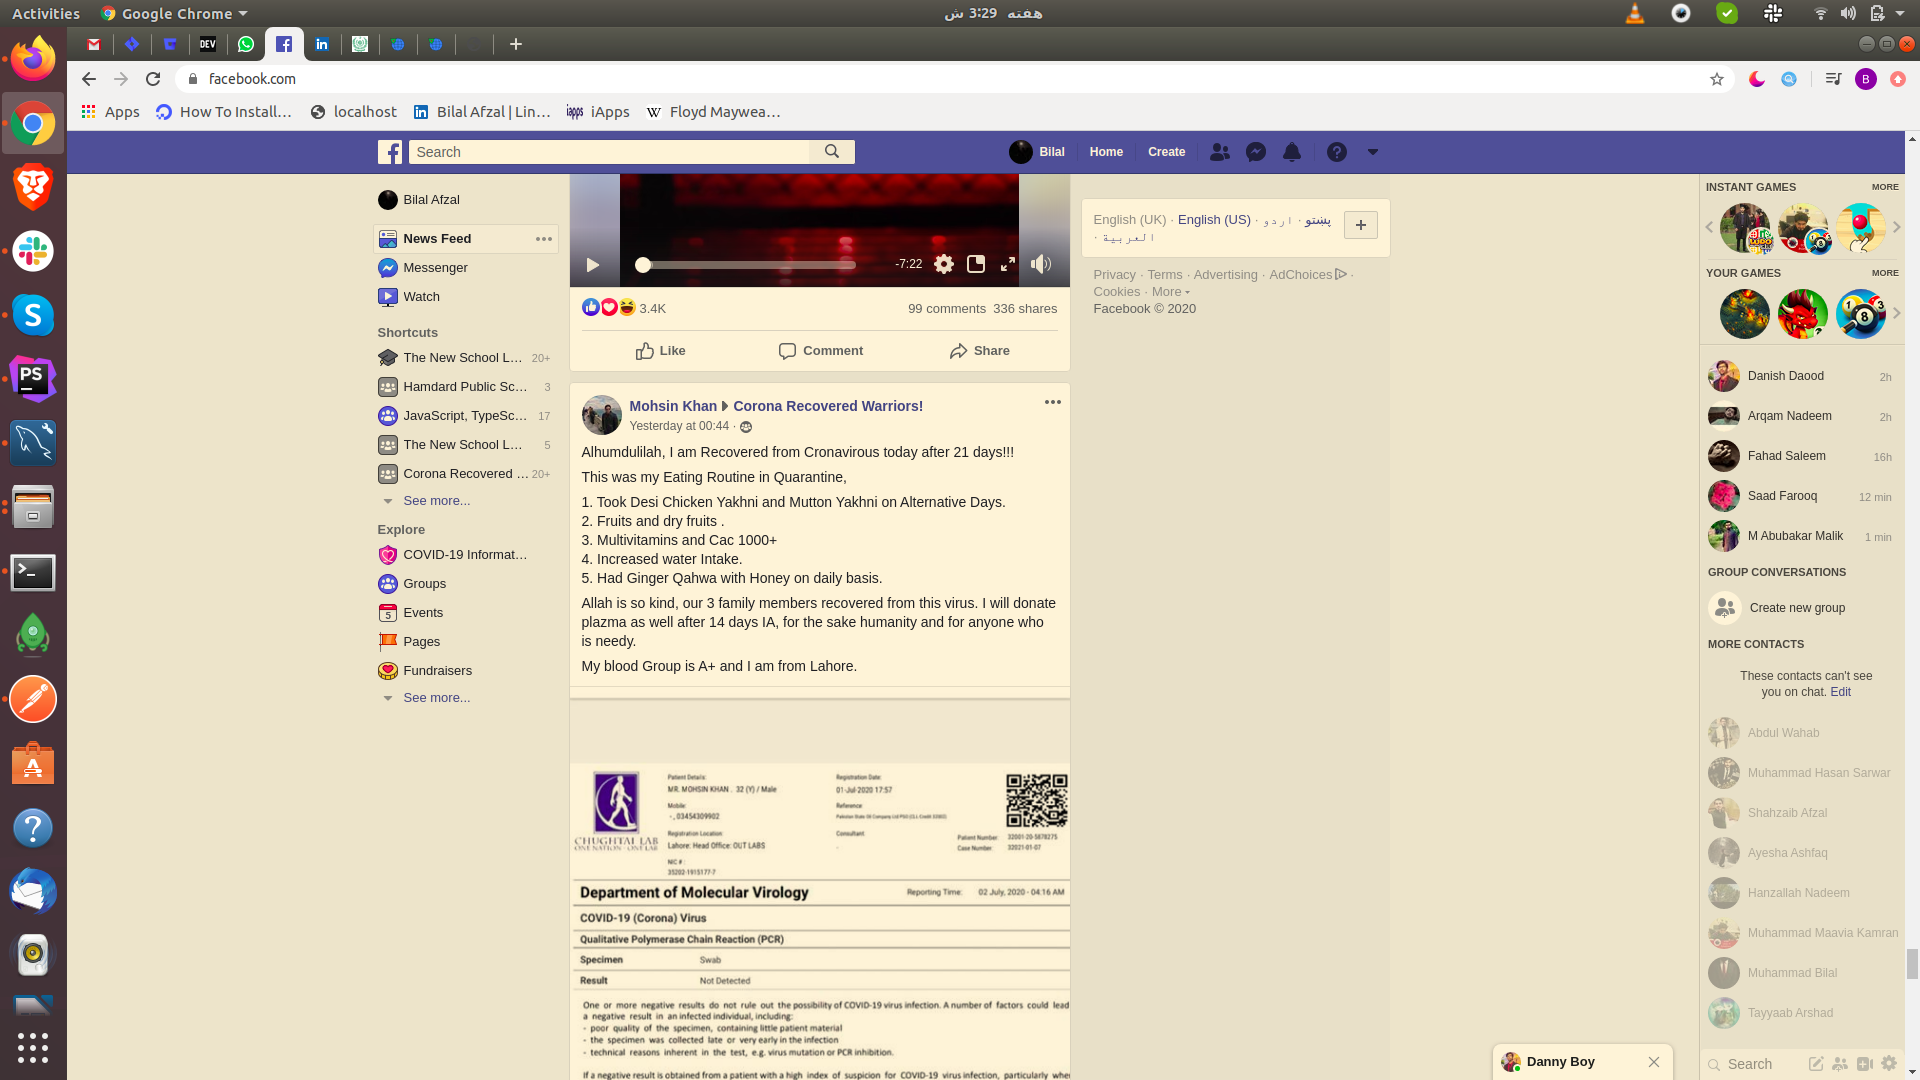 Activities
Google Chrome
هفته 3:29 ش
DEV
facebook.com
B
Apps
How To Install…
localhost
Bilal Afzal | Lin…
iApps
Floyd Maywea…
Search
Bilal
Home
Create
Bilal Afzal
News Feed
Messenger
Watch
Shortcuts
The New School L… 20+
Hamdard Public Sc… 3
JavaScript, TypeSc… 17
The New School L… 5
Corona Recovered … 20+
See more...
Explore
COVID-19 Informat…
Groups
Events
Pages
Fundraisers
See more...
-7:22
3.4K
99 comments 336 shares
Like
Comment
Share
Mohsin Khan Corona Recovered Warriors!
Yesterday at 00:44 ·
Alhumdulilah, I am Recovered from Cronavirous today after 21 days!!!
This was my Eating Routine in Quarantine,
1. Took Desi Chicken Yakhni and Mutton Yakhni on Alternative Days.
2. Fruits and dry fruits .
3. Multivitamins and Cac 1000+
4. Increased water Intake.
5. Had Ginger Qahwa with Honey on daily basis.
Allah is so kind, our 3 family members recovered from this virus. I will donate
plazma as well after 14 days IA, for the sake humanity and for anyone who
is needy.
My blood Group is A+ and I am from Lahore.
CHUGHTAI LAB
ONE NATION - ONE LAB
Patient Details:
MR. MOHSIN KHAN . 32 (Y) / Male
Mobile:
- , 03454309902
Registration Location:
Lahore: Head Office: OUT LABS
NIC # :
35202-1915177-7
Registration Date:
01-Jul-2020 17:57
Reference:
Consultant:
Patient Number: 32001-20-5878275
Case Number: 32021-01-07
Department of Molecular Virology
Reporting Time: 02 July, 2020 - 04:16 AM
COVID-19 (Corona) Virus
Qualitative Polymerase Chain Reaction (PCR)
Specimen Swab
Result Not Detected
One or more negative results do not rule out the possibility of COVID-19 virus infection. A number of factors could lead
a negative result in an infected individual, including:
- poor quality of the specimen, containing little patient material
- the specimen was collected late or very early in the infection
- technical reasons inherent in the test, e.g. virus mutation or PCR inhibition.
If a negative result is obtained from a patient with a high index of suspicion for COVID-19 virus infection, particularly whe
English (UK) · English (US) · اردو · پښتو
· العربية
Privacy · Terms · Advertising · AdChoices ·
Cookies · More
Facebook © 2020
INSTANT GAMES MORE
YOUR GAMES MORE
Danish Daood 2h
Arqam Nadeem 2h
Fahad Saleem 16h
Saad Farooq 12 min
M Abubakar Malik 1 min
GROUP CONVERSATIONS
Create new group
MORE CONTACTS
These contacts can't see
you on chat. Edit
Abdul Wahab
Muhammad Hasan Sarwar
Shahzaib Afzal
Ayesha Ashfaq
Hanzallah Nadeem
Muhammad Maavia Kamran
Muhammad Bilal
Tayyaab Arshad
Search
Danny Boy